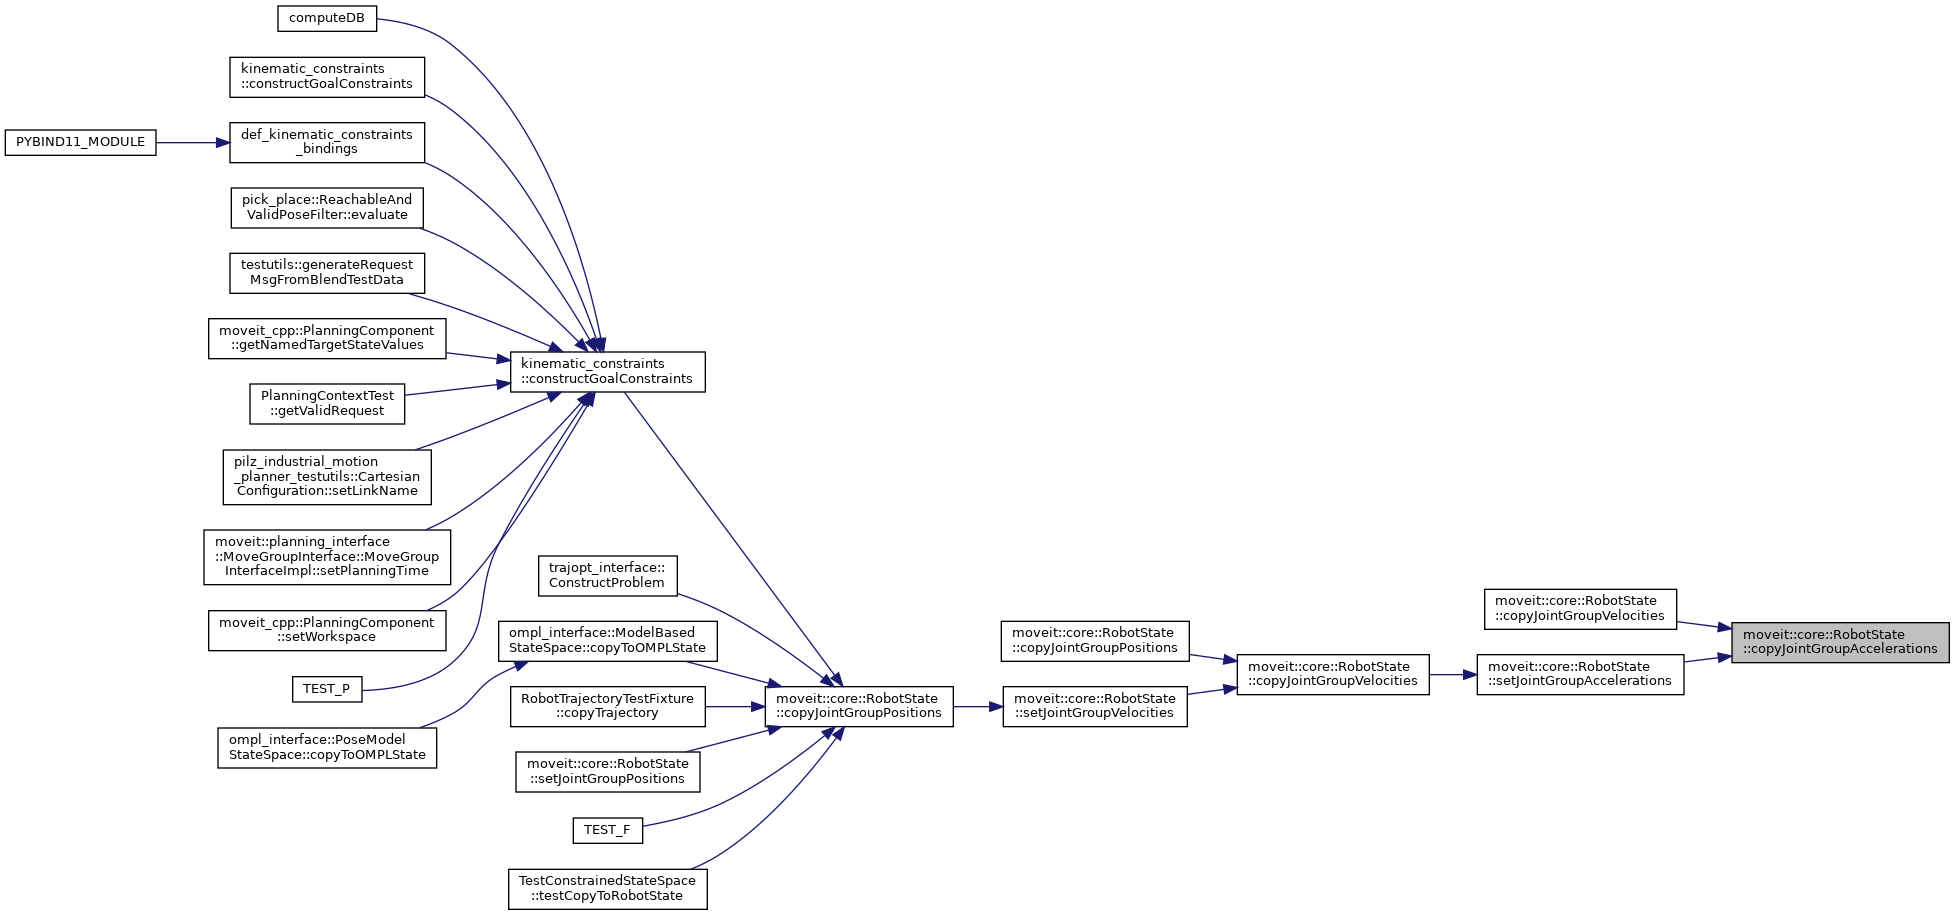 computeDB
kinematic_constraints
::constructGoalConstraints
PYBIND11_MODULE
def_kinematic_constraints
_bindings
pick_place::ReachableAnd
ValidPoseFilter::evaluate
testutils::generateRequest
MsgFromBlendTestData
moveit_cpp::PlanningComponent
::getNamedTargetStateValues
PlanningContextTest
::getValidRequest
pilz_industrial_motion
_planner_testutils::Cartesian
Configuration::setLinkName
moveit::planning_interface
::MoveGroupInterface::MoveGroup
InterfaceImpl::setPlanningTime
moveit_cpp::PlanningComponent
::setWorkspace
TEST_P
ompl_interface::PoseModel
StateSpace::copyToOMPLState
kinematic_constraints
::constructGoalConstraints
trajopt_interface::
ConstructProblem
ompl_interface::ModelBased
StateSpace::copyToOMPLState
RobotTrajectoryTestFixture
::copyTrajectory
moveit::core::RobotState
::setJointGroupPositions
TEST_F
TestConstrainedStateSpace
::testCopyToRobotState
moveit::core::RobotState
::copyJointGroupPositions
moveit::core::RobotState
::copyJointGroupPositions
moveit::core::RobotState
::setJointGroupVelocities
moveit::core::RobotState
::copyJointGroupVelocities
moveit::core::RobotState
::copyJointGroupVelocities
moveit::core::RobotState
::setJointGroupAccelerations
moveit::core::RobotState
::copyJointGroupAccelerations